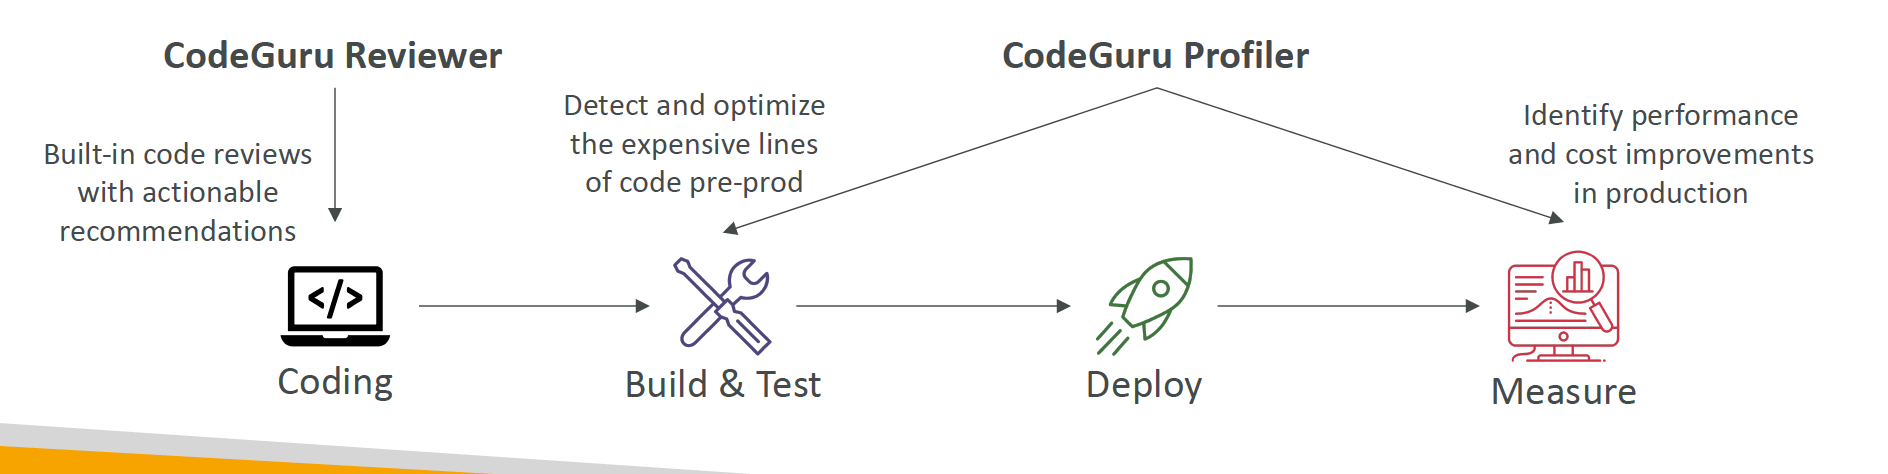 CodeGuru Reviewer
CodeGuru Profiler
Built-in code reviews
with actionable
recommendations
Detect and optimize
the expensive lines
of code pre-prod
Identify performance
and cost improvements
in production
</>
Coding
Build & Test
Deploy
Measure